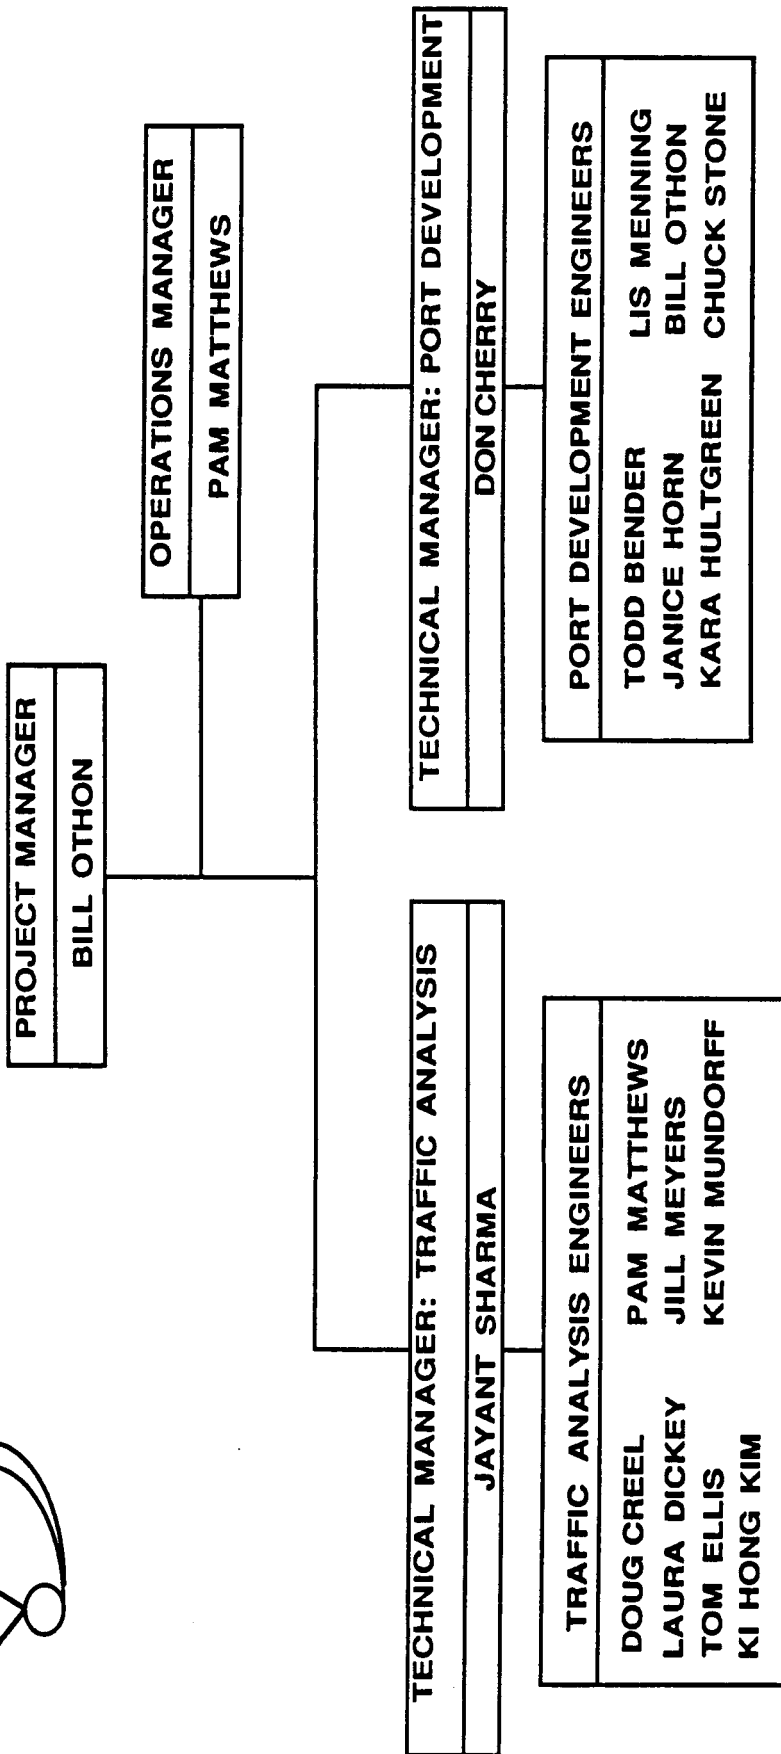 PROJECT MANAGER
BILL OTHON
OPERATIONS MANAGER
PAM MATTHEWS
TECHNICAL MANAGER: TRAFFIC ANALYSIS
JAYANT SHARMA
TRAFFIC ANALYSIS ENGINEERS
DOUG CREEL PAM MATTHEWS
LAURA DICKEY JILL MEYERS
TOM ELLIS KEVIN MUNDORFF
KI HONG KIM
TECHNICAL MANAGER: PORT DEVELOPMENT
DON CHERRY
PORT DEVELOPMENT ENGINEERS
TODD BENDER LIS MENNING
JANICE HORN BILL OTHON
KARA HULTGREEN CHUCK STONE